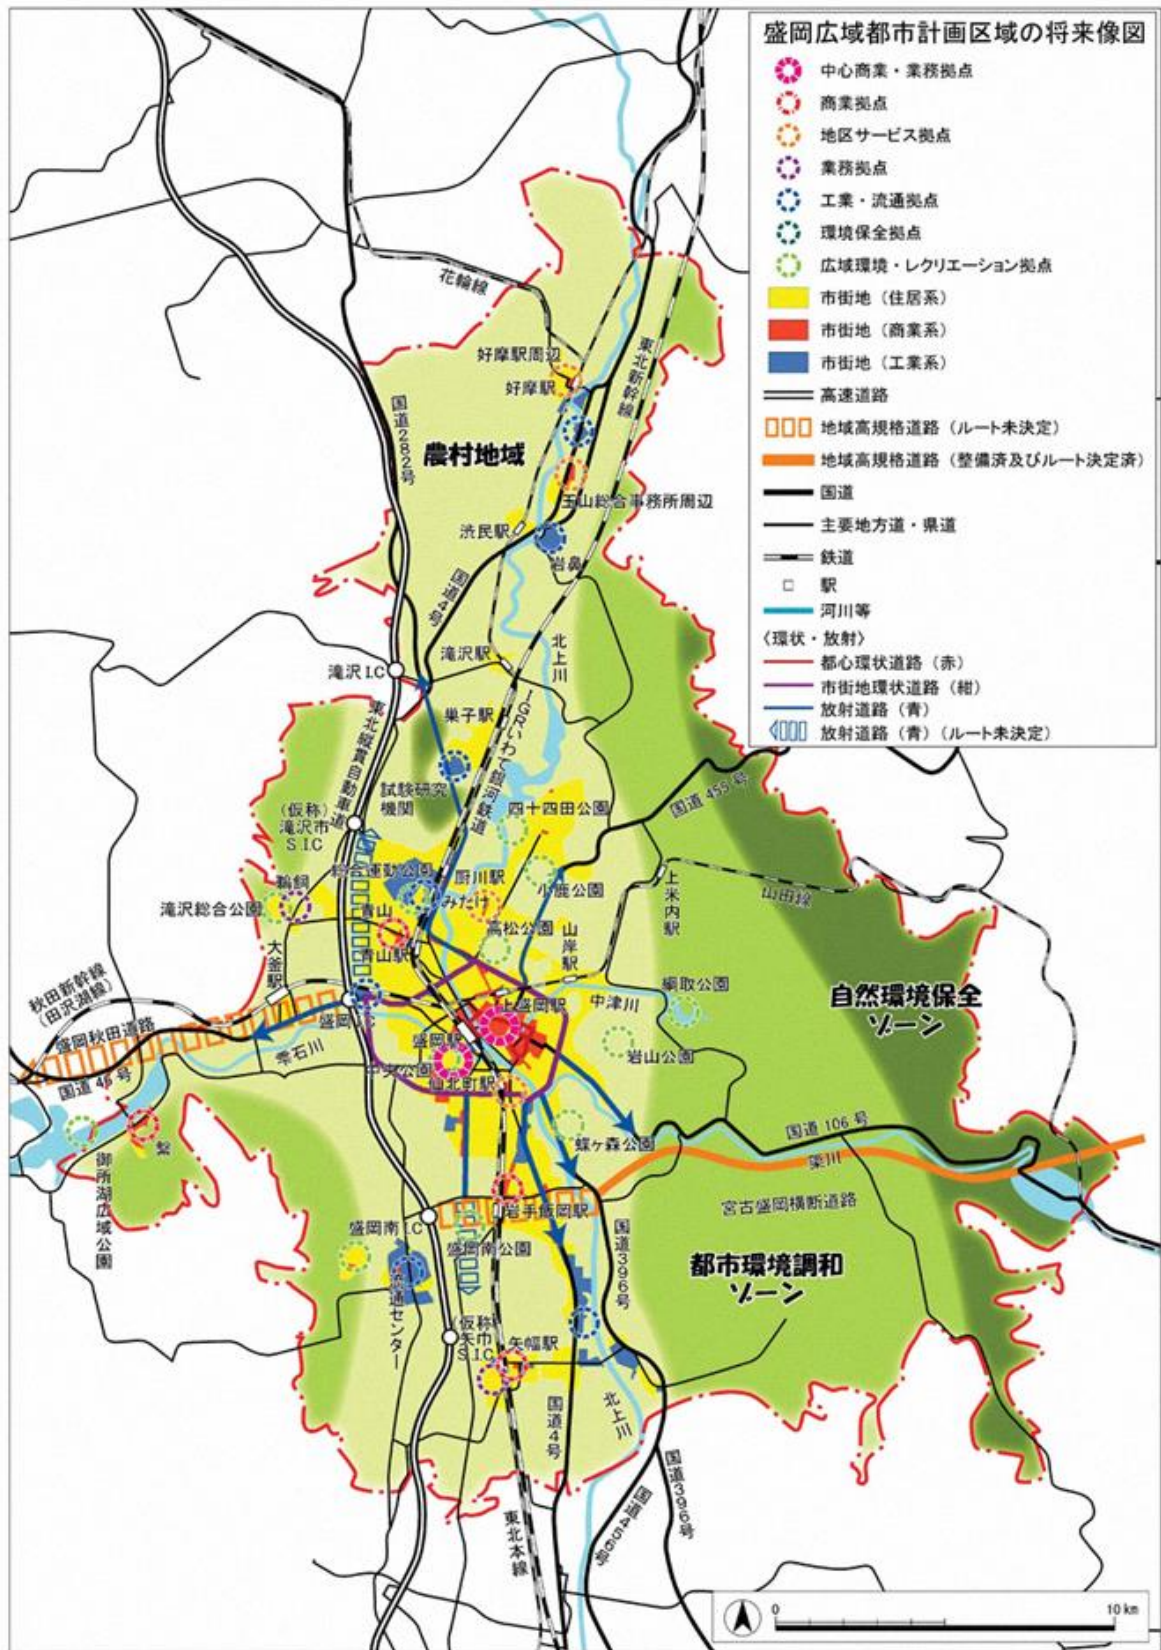 盛岡広域都市計画区域の将来像図
中心商業・業務拠点
商業拠点
地区サービス拠点
業務拠点
工業・流通拠点
環境保全拠点
広域環境・レクリエーション拠点
市街地（住居系）
市街地（商業系）
市街地（工業系）
高速道路
地域高規格道路（ルート未決定）
地域高規格道路（整備済及びルート決定済）
国道
主要地方道・県道
鉄道
駅
河川等
〈環状・放射〉
都心環状道路（赤）
市街地環状道路（紺）
放射道路（青）
放射道路（青）（ルート未決定）
花輪線
好摩駅周辺
好摩駅
東北新幹線
国道282号
農村地域
玉山総合事務所周辺
渋民駅
岩鼻
国道4号
北上川
滝沢駅
滝沢I.C
巣子駅
IGRいわて銀河鉄道
東北縦貫自動車道
試験研究
機関
四十四田公園
国道455号
（仮称）
滝沢市
S.I.C
総合運動公園
厨川駅
小鹿公園
上米内駅
山田線
鵜飼
みたけ
滝沢総合公園
青山
高松公園
山岸駅
青山駅
大釜駅
秋田新幹線
（田沢湖線）
綱取公園
自然環境保全
ゾーン
上盛岡駅
中津川
盛岡秋田道路
盛岡I.C
盛岡駅
雫石川
岩山公園
中央公園
仙北町駅
国道46号
国道106号
繋
蝶ヶ森公園
簗川
御所湖広域公園
宮古盛岡横断道路
岩手飯岡駅
盛岡南I.C
盛岡南公園
国道396号
都市環境調和
ゾーン
流通センター
（仮称）
矢巾
S.I.C
矢幅駅
国道4号
北上川
国道396号
国道456号
東北本線
0
10km